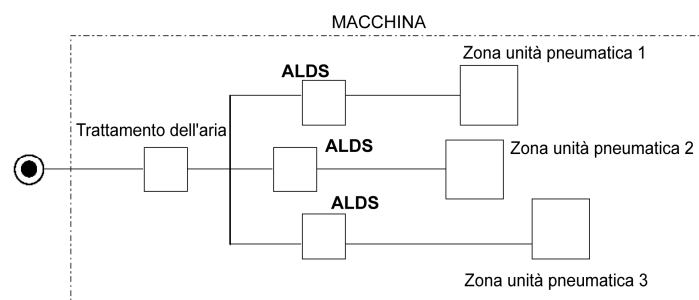 MACCHINA
Zona unità pneumatica 1
ALDS
Trattamento dell'aria
ALDS
Zona unità pneumatica 2
ALDS
Zona unità pneumatica 3